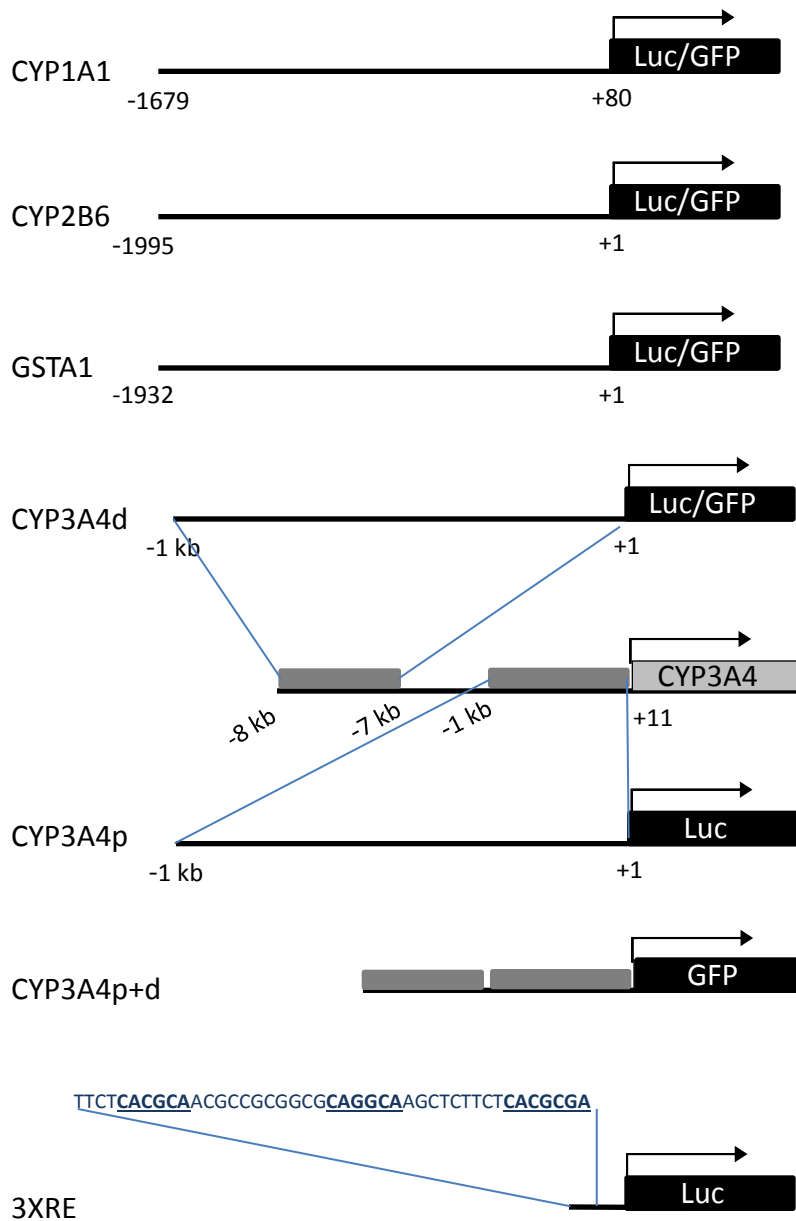 Luc/GFP
CYP1A1
-1679
+80
Luc/GFP
CYP2B6
-1995
+1
Luc/GFP
GSTA1
-1932
+1
Luc/GFP
CYP3A4d
-1 kb
+1
CYP3A4
-8 kb
-7 kb
-1 kb
+11
Luc
CYP3A4p
-1 kb
+1
GFP
CYP3A4p+d
TTCTCACGCAACGCCGCGGCGCAGGCAAGCTCTTCTCACGCGA
Luc
3XRE